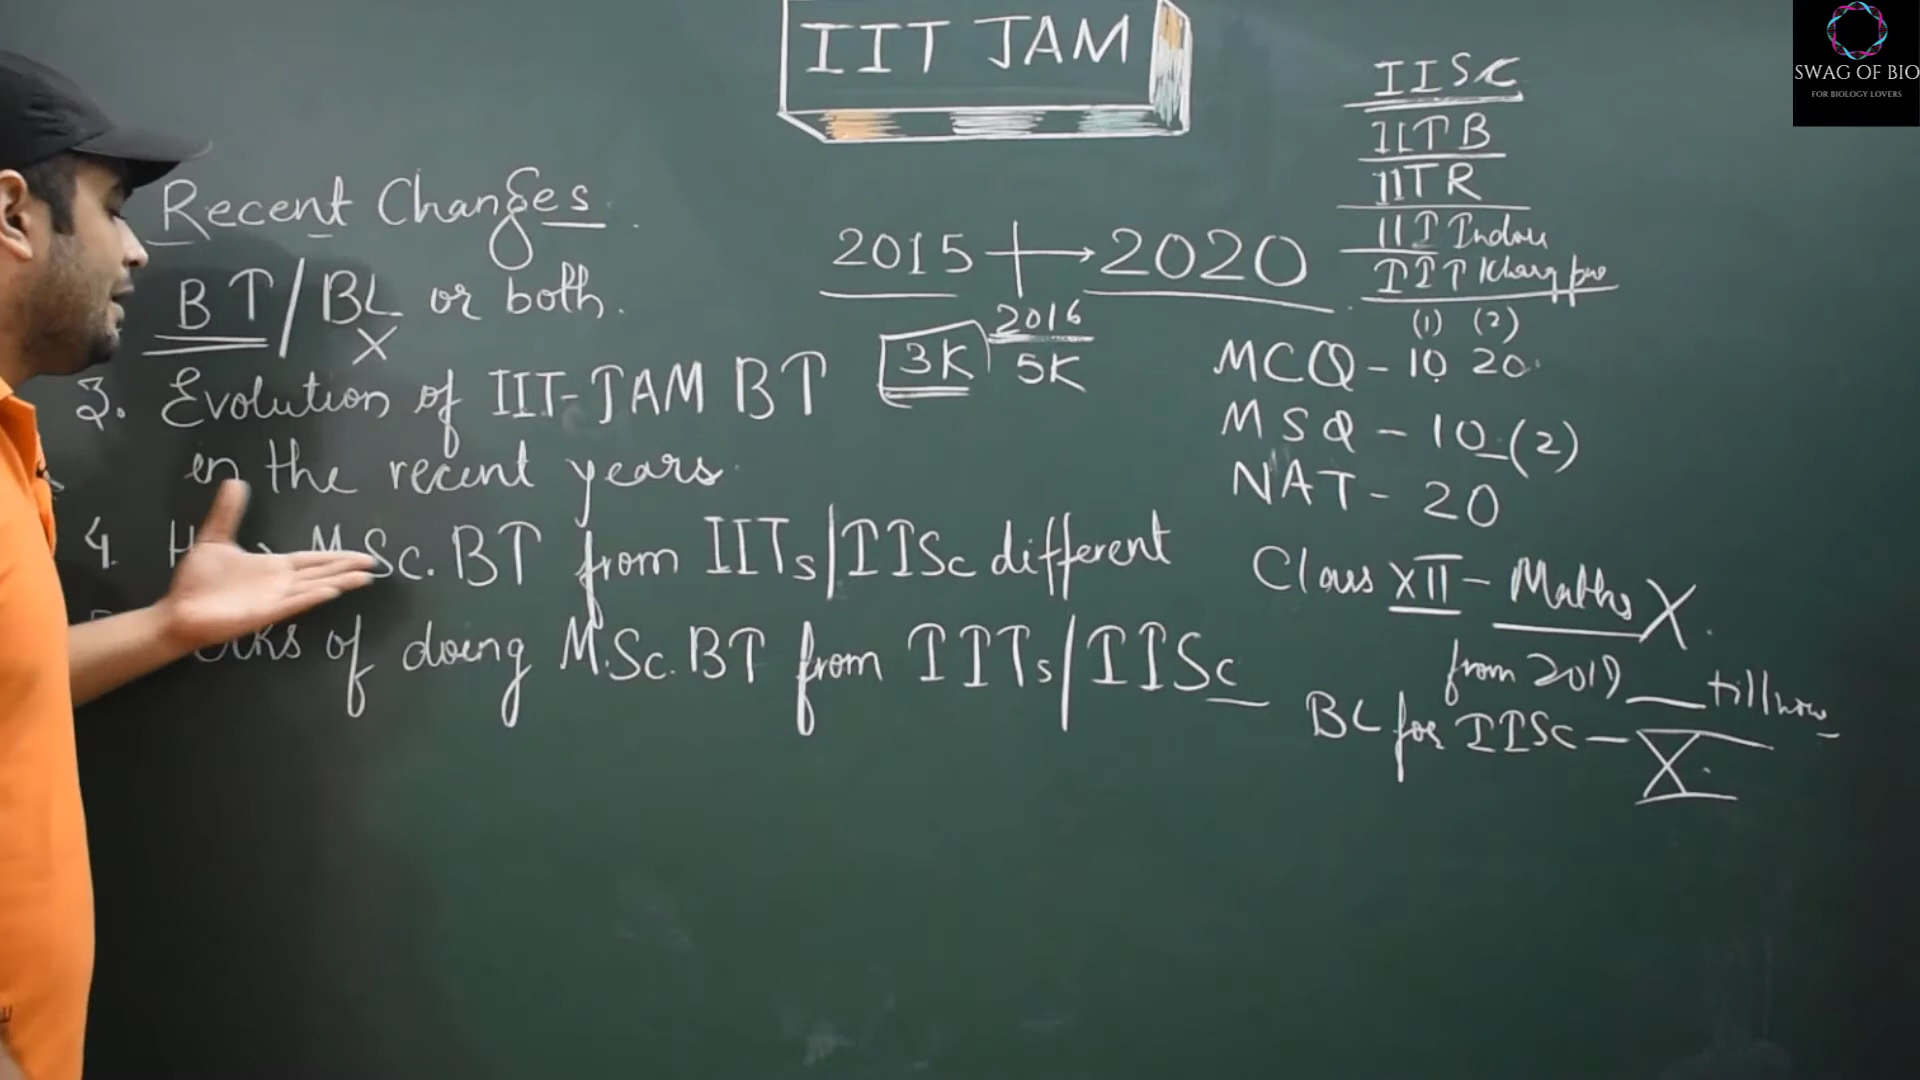 IIT JAM
SWAG OF BIO
FOR BIOLOGY LOVERS
Recent Changes.
BT/BL or both.
X
3. Evolution of IIT-JAM BT
in the recent years.
4. MSc. BT from IITs/IISc different
of doing M.Sc. BT from IITs/IISc
2015 → 2020
2016
3K 5K
IISc
IITB
IITR
IIT Indore
IIT Kharagpur
(1) (2)
MCQ - 10 20
MSQ - 10 (2)
NAT - 20
Class XII - Maths X.
from 2019 till now
BL for IISc - X.